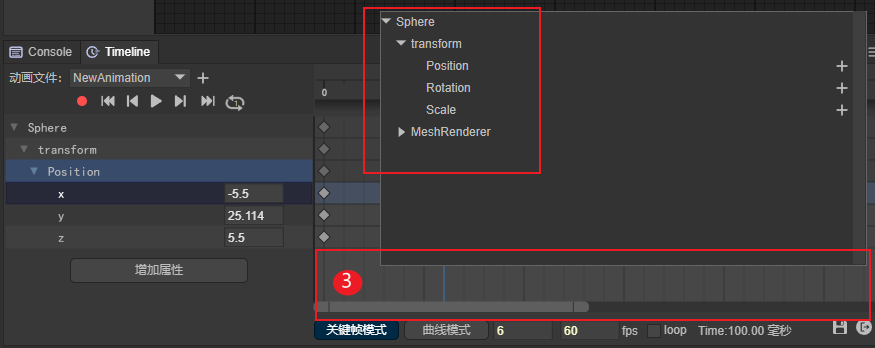 Console Timeline
动画文件: NewAnimation
0
Sphere
transform
Position
x -5.5
y 25.114
z 5.5
增加属性
Sphere
transform
Position
Rotation
Scale
MeshRenderer
3
关键帧模式 曲线模式 6 60 fps loop Time:100.00 毫秒